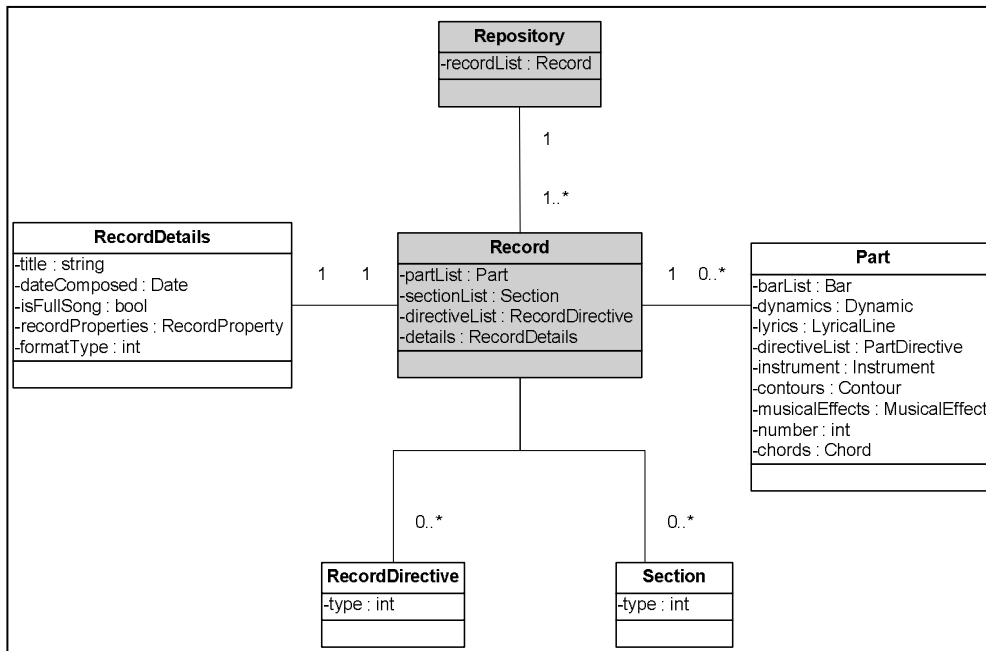 Repository
-recordList : Record
1
1..*
RecordDetails
-title : string
-dateComposed : Date
-isFullSong : bool
-recordProperties : RecordProperty
-formatType : int
1 1
Record
-partList : Part
-sectionList : Section
-directiveList : RecordDirective
-details : RecordDetails
1 0..*
Part
-barList : Bar
-dynamics : Dynamic
-lyrics : LyricalLine
-directiveList : PartDirective
-instrument : Instrument
-contours : Contour
-musicalEffects : MusicalEffect
-number : int
-chords : Chord
0..* 0..*
RecordDirective
-type : int
Section
-type : int